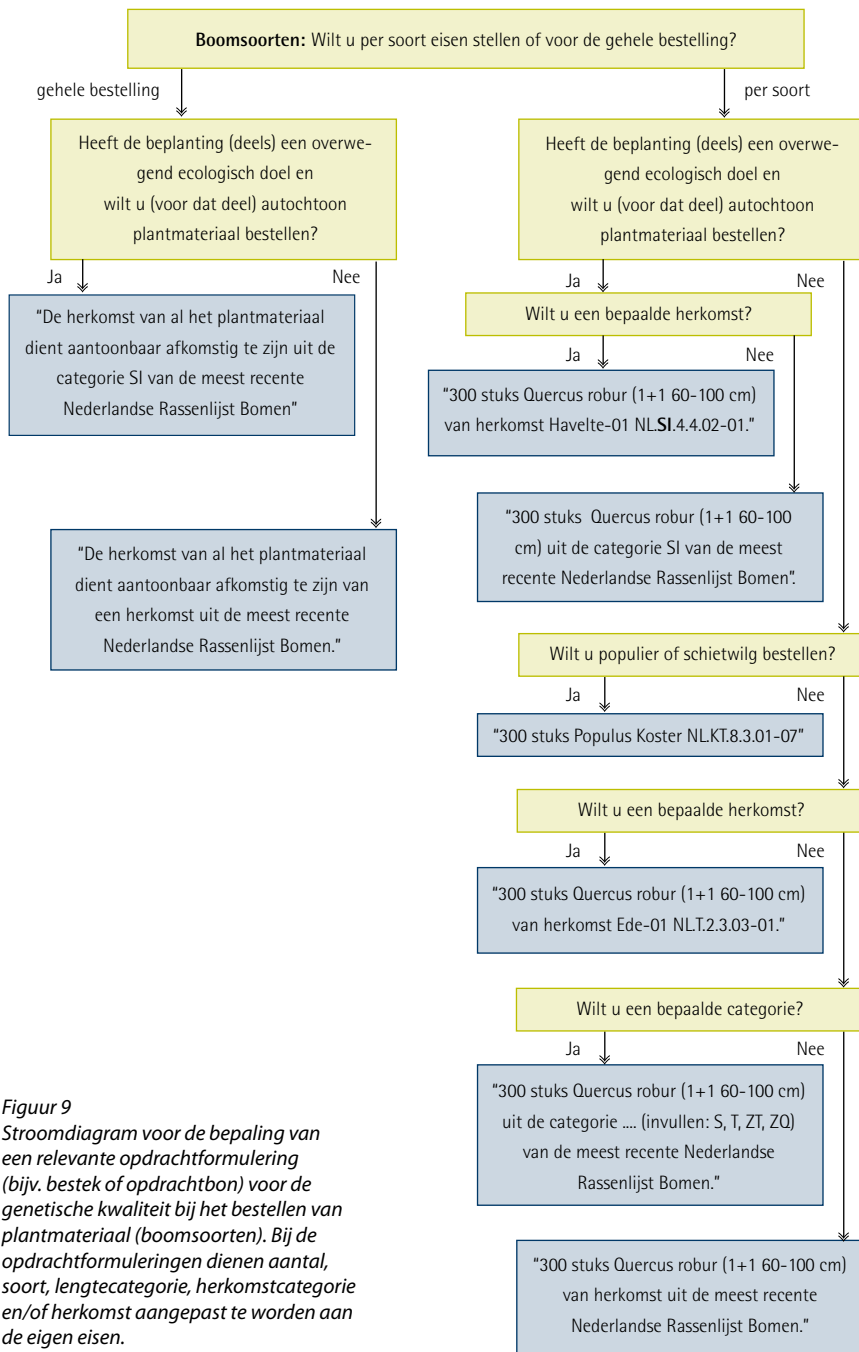 Boomsoorten: Wilt u per soort eisen stellen of voor de gehele bestelling?
gehele bestelling
per soort
Heeft de beplanting (deels) een overwe-
gend ecologisch doel en
wilt u (voor dat deel) autochtoon
plantmateriaal bestellen?
Ja
Nee
"De herkomst van al het plantmateriaal
dient aantoonbaar afkomstig te zijn uit de
categorie SI van de meest recente
Nederlandse Rassenlijst Bomen"
"De herkomst van al het plantmateriaal
dient aantoonbaar afkomstig te zijn van
een herkomst uit de meest recente
Nederlandse Rassenlijst Bomen."
Heeft de beplanting (deels) een overwe-
gend ecologisch doel en
wilt u (voor dat deel) autochtoon
plantmateriaal bestellen?
Ja
Nee
Wilt u een bepaalde herkomst?
Ja
Nee
"300 stuks Quercus robur (1+1 60-100 cm)
van herkomst Havelte-01 NL.SI.4.4.02-01."
"300 stuks Quercus robur (1+1 60-100
cm) uit de categorie SI van de meest
recente Nederlandse Rassenlijst Bomen".
Wilt u populier of schietwilg bestellen?
Ja
Nee
"300 stuks Populus Koster NL.KT.8.3.01-07"
Wilt u een bepaalde herkomst?
Ja
Nee
"300 stuks Quercus robur (1+1 60-100 cm)
van herkomst Ede-01 NL.T.2.3.03-01."
Wilt u een bepaalde categorie?
Ja
Nee
"300 stuks Quercus robur (1+1 60-100 cm)
uit de categorie .... (invullen: S, T, ZT, ZQ)
van de meest recente Nederlandse
Rassenlijst Bomen."
"300 stuks Quercus robur (1+1 60-100 cm)
van herkomst uit de meest recente
Nederlandse Rassenlijst Bomen."
Figuur 9
Stroomdiagram voor de bepaling van
een relevante opdrachtformulering
(bijv. bestek of opdrachtbon) voor de
genetische kwaliteit bij het bestellen van
plantmateriaal (boomsoorten). Bij de
opdrachtformuleringen dienen aantal,
soort, lengtecategorie, herkomstcategorie
en/of herkomst aangepast te worden aan
de eigen eisen.